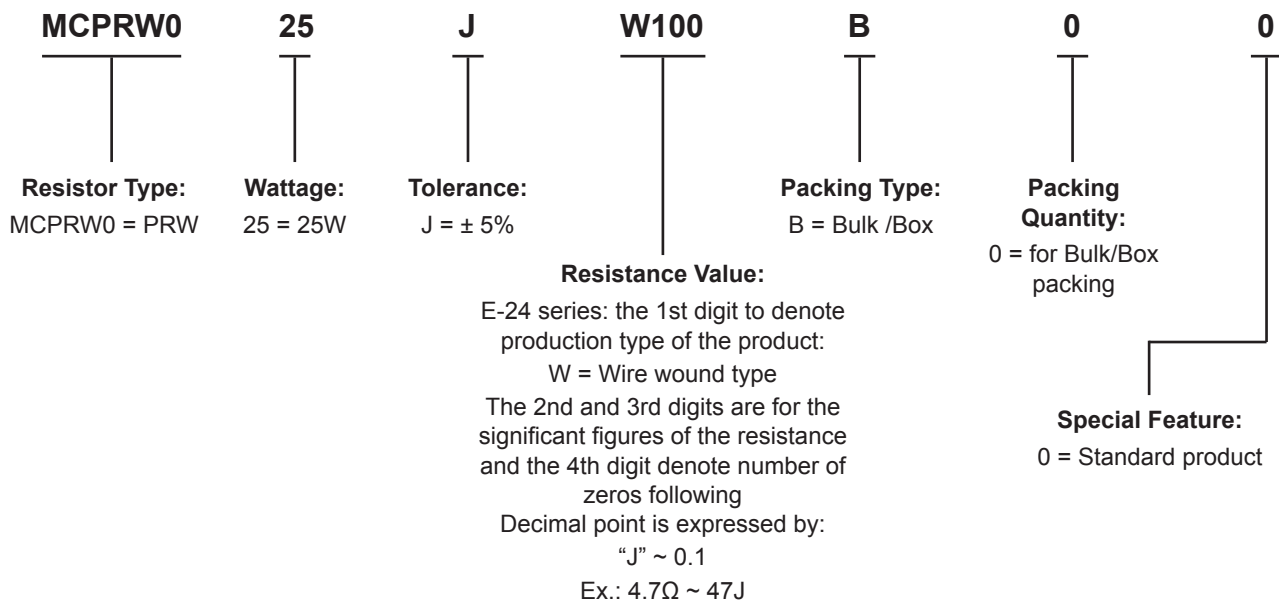 MCPRW0 25 J W100 B 0 0
Resistor Type:
MCPRW0 = PRW
Wattage:
25 = 25W
Tolerance:
J = ± 5%
Resistance Value:
E-24 series: the 1st digit to denote
production type of the product:
W = Wire wound type
The 2nd and 3rd digits are for the
significant figures of the resistance
and the 4th digit denote number of
zeros following
Decimal point is expressed by:
“J” ~ 0.1
Ex.: 4.7Ω ~ 47J
Packing Type:
B = Bulk /Box
Packing
Quantity:
0 = for Bulk/Box
packing
Special Feature:
0 = Standard product